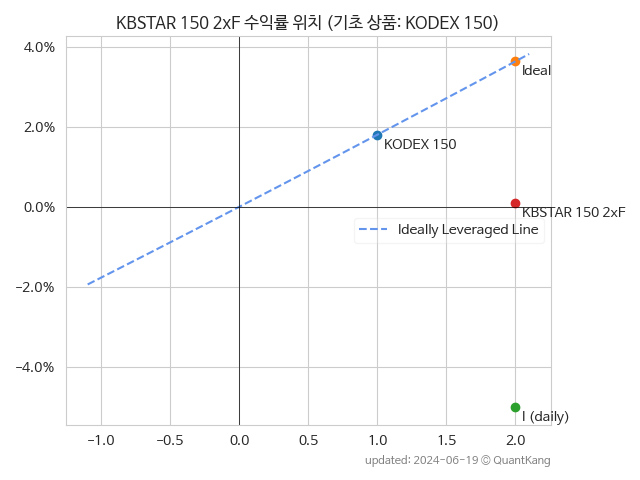 KBSTAR 150 2xF 수익률 위치 (기초 상품: KODEX 150)
4.0%
2.0%
0.0%
−2.0%
−4.0%
Ideal
KODEX 150
KBSTAR 150 2xF
Ideally Leveraged Line
I (daily)
−1.0 −0.5 0.0 0.5 1.0 1.5 2.0
updated: 2024-06-19 © QuantKang